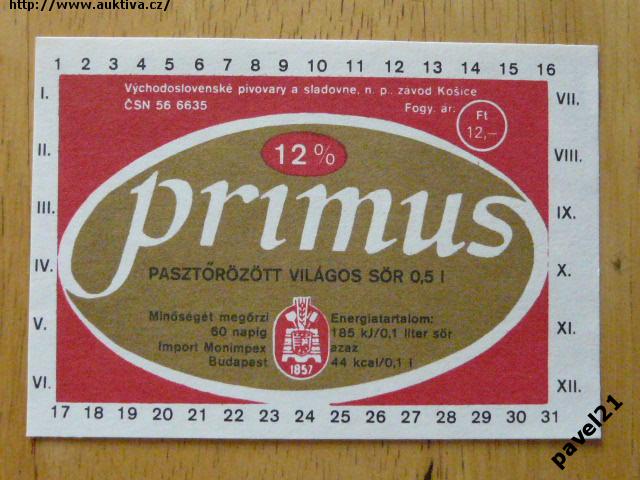 http://www.auktiva.cz/
1 2 3 4 5 6 7 8 9 10 11 12 13 14 15 16
I. VII.
Východoslovenské pivovary a sladovne, n. p., závod Košice
ČSN 56 6635 Fogy. ár: Ft
12,–
II. VIII.
12%
primus
III. IX.
IV. X.
PASZTŐRÖZÖTT VILÁGOS SÖR 0,5 l
Minőségét megőrzi
60 napig
Import Monimpex
Budapest
1857
Energiatartalom:
185 kJ/0,1 liter sör
azaz
44 kcal/0,1 l
V. XI.
VI. XII.
17 18 19 20 21 22 23 24 25 26 27 28 29 30 31
pavel21